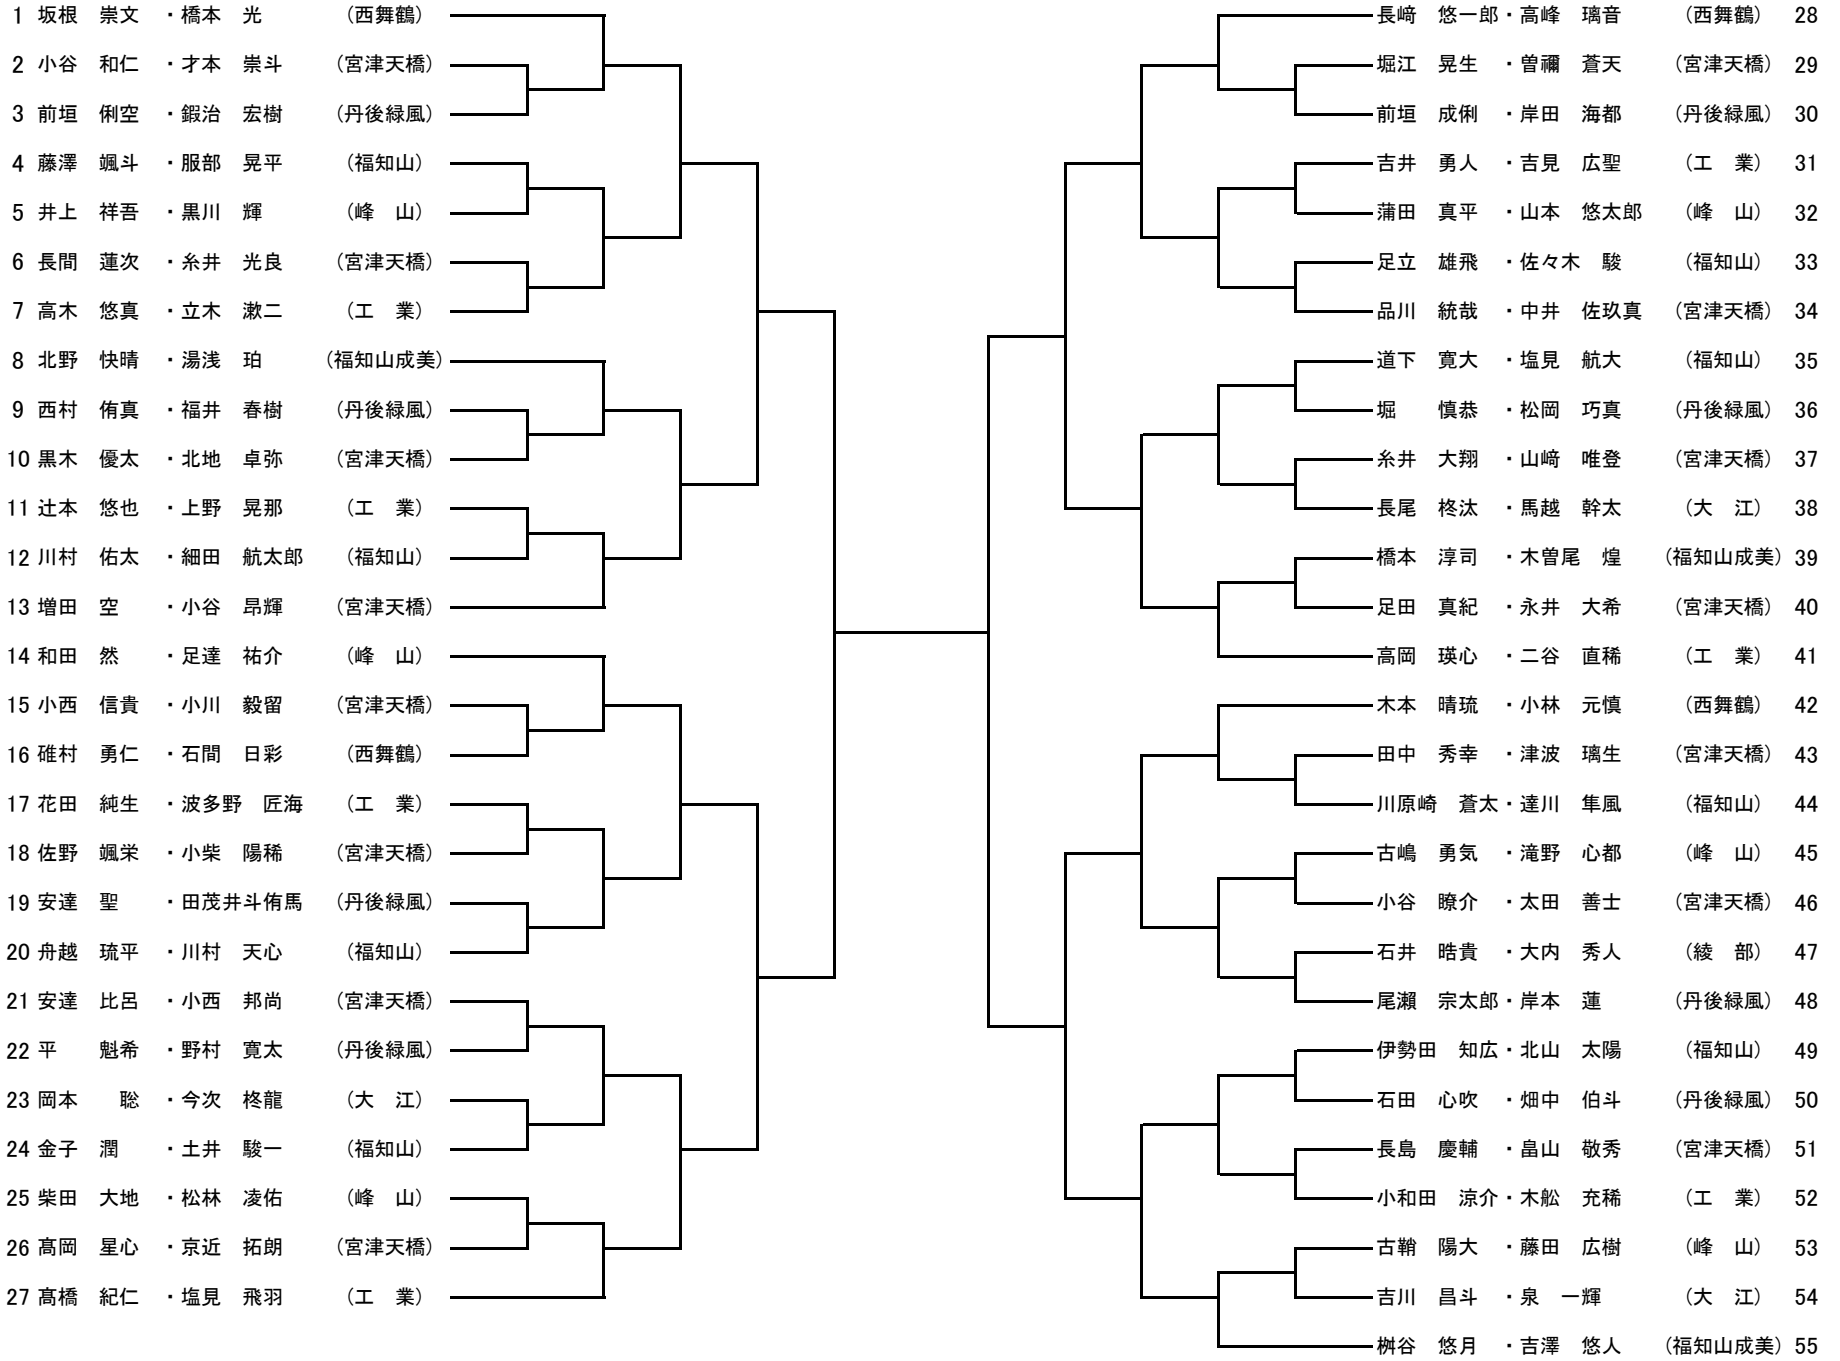 1 坂根 崇文 ・橋本 光 (西舞鶴)
2 小谷 和仁 ・才本 崇斗 (宮津天橋)
3 前垣 俐空 ・鍜治 宏樹 (丹後緑風)
4 藤澤 颯斗 ・服部 晃平 (福知山)
5 井上 祥吾 ・黒川 輝 (峰 山)
6 長間 蓮次 ・糸井 光良 (宮津天橋)
7 高木 悠真 ・立木 漱二 (工 業)
8 北野 快晴 ・湯浅 珀 (福知山成美)
9 西村 侑真 ・福井 春樹 (丹後緑風)
10 黒木 優太 ・北地 卓弥 (宮津天橋)
11 辻本 悠也 ・上野 晃那 (工 業)
12 川村 佑太 ・細田 航太郎 (福知山)
13 増田 空 ・小谷 昂輝 (宮津天橋)
14 和田 然 ・足達 祐介 (峰 山)
15 小西 信貴 ・小川 毅留 (宮津天橋)
16 碓村 勇仁 ・石間 日彩 (西舞鶴)
17 花田 純生 ・波多野 匠海 (工 業)
18 佐野 颯栄 ・小柴 陽稀 (宮津天橋)
19 安達 聖 ・田茂井斗侑馬 (丹後緑風)
20 舟越 琉平 ・川村 天心 (福知山)
21 安達 比呂 ・小西 邦尚 (宮津天橋)
22 平 魁希 ・野村 寛太 (丹後緑風)
23 岡本 聡 ・今次 柊龍 (大 江)
24 金子 潤 ・土井 駿一 (福知山)
25 柴田 大地 ・松林 凌佑 (峰 山)
26 髙岡 星心 ・京近 拓朗 (宮津天橋)
27 髙橋 紀仁 ・塩見 飛羽 (工 業)
長﨑 悠一郎・高峰 璃音 (西舞鶴) 28
堀江 晃生 ・曽禰 蒼天 (宮津天橋) 29
前垣 成俐 ・岸田 海都 (丹後緑風) 30
吉井 勇人 ・吉見 広聖 (工 業) 31
蒲田 真平 ・山本 悠太郎 (峰 山) 32
足立 雄飛 ・佐々木 駿 (福知山) 33
品川 統哉 ・中井 佐玖真 (宮津天橋) 34
道下 寛大 ・塩見 航大 (福知山) 35
堀 慎恭 ・松岡 巧真 (丹後緑風) 36
糸井 大翔 ・山﨑 唯登 (宮津天橋) 37
長尾 柊汰 ・馬越 幹太 (大 江) 38
橋本 淳司 ・木曽尾 煌 (福知山成美) 39
足田 真紀 ・永井 大希 (宮津天橋) 40
高岡 瑛心 ・二谷 直稀 (工 業) 41
木本 晴琉 ・小林 元慎 (西舞鶴) 42
田中 秀幸 ・津波 璃生 (宮津天橋) 43
川原崎 蒼太・達川 隼風 (福知山) 44
古嶋 勇気 ・滝野 心都 (峰 山) 45
小谷 瞭介 ・太田 善士 (宮津天橋) 46
石井 晧貴 ・大内 秀人 (綾 部) 47
尾瀬 宗太郎・岸本 蓮 (丹後緑風) 48
伊勢田 知広・北山 太陽 (福知山) 49
石田 心吹 ・畑中 伯斗 (丹後緑風) 50
長島 慶輔 ・畠山 敬秀 (宮津天橋) 51
小和田 涼介・木舩 充稀 (工 業) 52
古鞘 陽大 ・藤田 広樹 (峰 山) 53
吉川 昌斗 ・泉 一輝 (大 江) 54
桝谷 悠月 ・吉澤 悠人 (福知山成美) 55